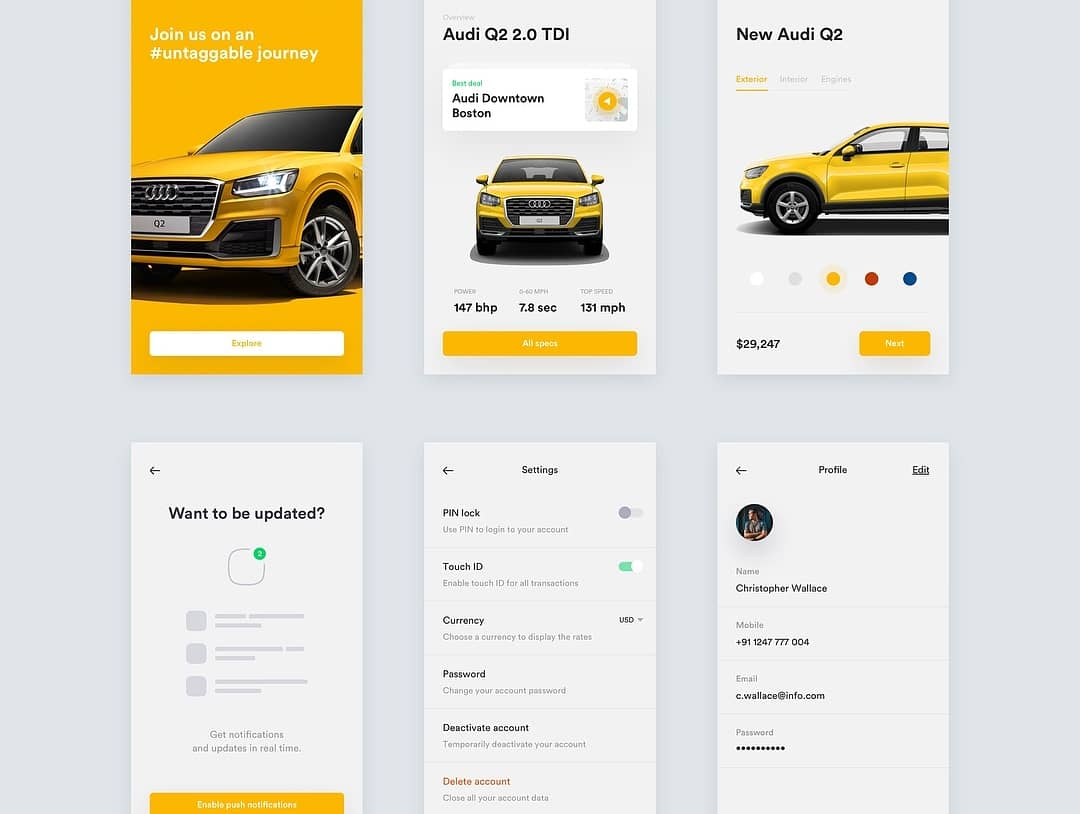 Join us on an
#untaggable journey
Q2
Explore
Overview
Audi Q2 2.0 TDI
Best deal
Audi Downtown
Boston
Q2
POWER
0-60 MPH
TOP SPEED
147 bhp
7.8 sec
131 mph
All specs
New Audi Q2
Exterior
Interior
Engines
$29,247
Next
Want to be updated?
2
Get notifications
and updates in real time.
Enable push notifications
Settings
PIN lock
Use PIN to login to your account
Touch ID
Enable touch ID for all transactions
Currency
USD
Choose a currency to display the rates
Password
Change your account password
Deactivate account
Temporarily deactivate your account
Delete account
Close all your account data
Profile
Edit
Name
Christopher Wallace
Mobile
+91 1247 777 004
Email
c.wallace@info.com
Password
••••••••••